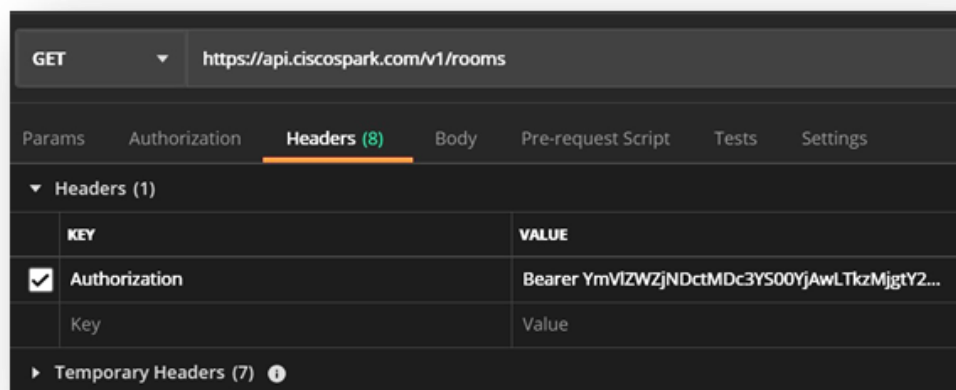 GET https://api.ciscospark.com/v1/rooms
Params Authorization Headers (8) Body Pre-request Script Tests Settings
Headers (1)
KEY VALUE
Authorization Bearer YmVlZWZjNDctMDc3YS00YjAwLTkzMjgtY2...
Key Value
Temporary Headers (7)